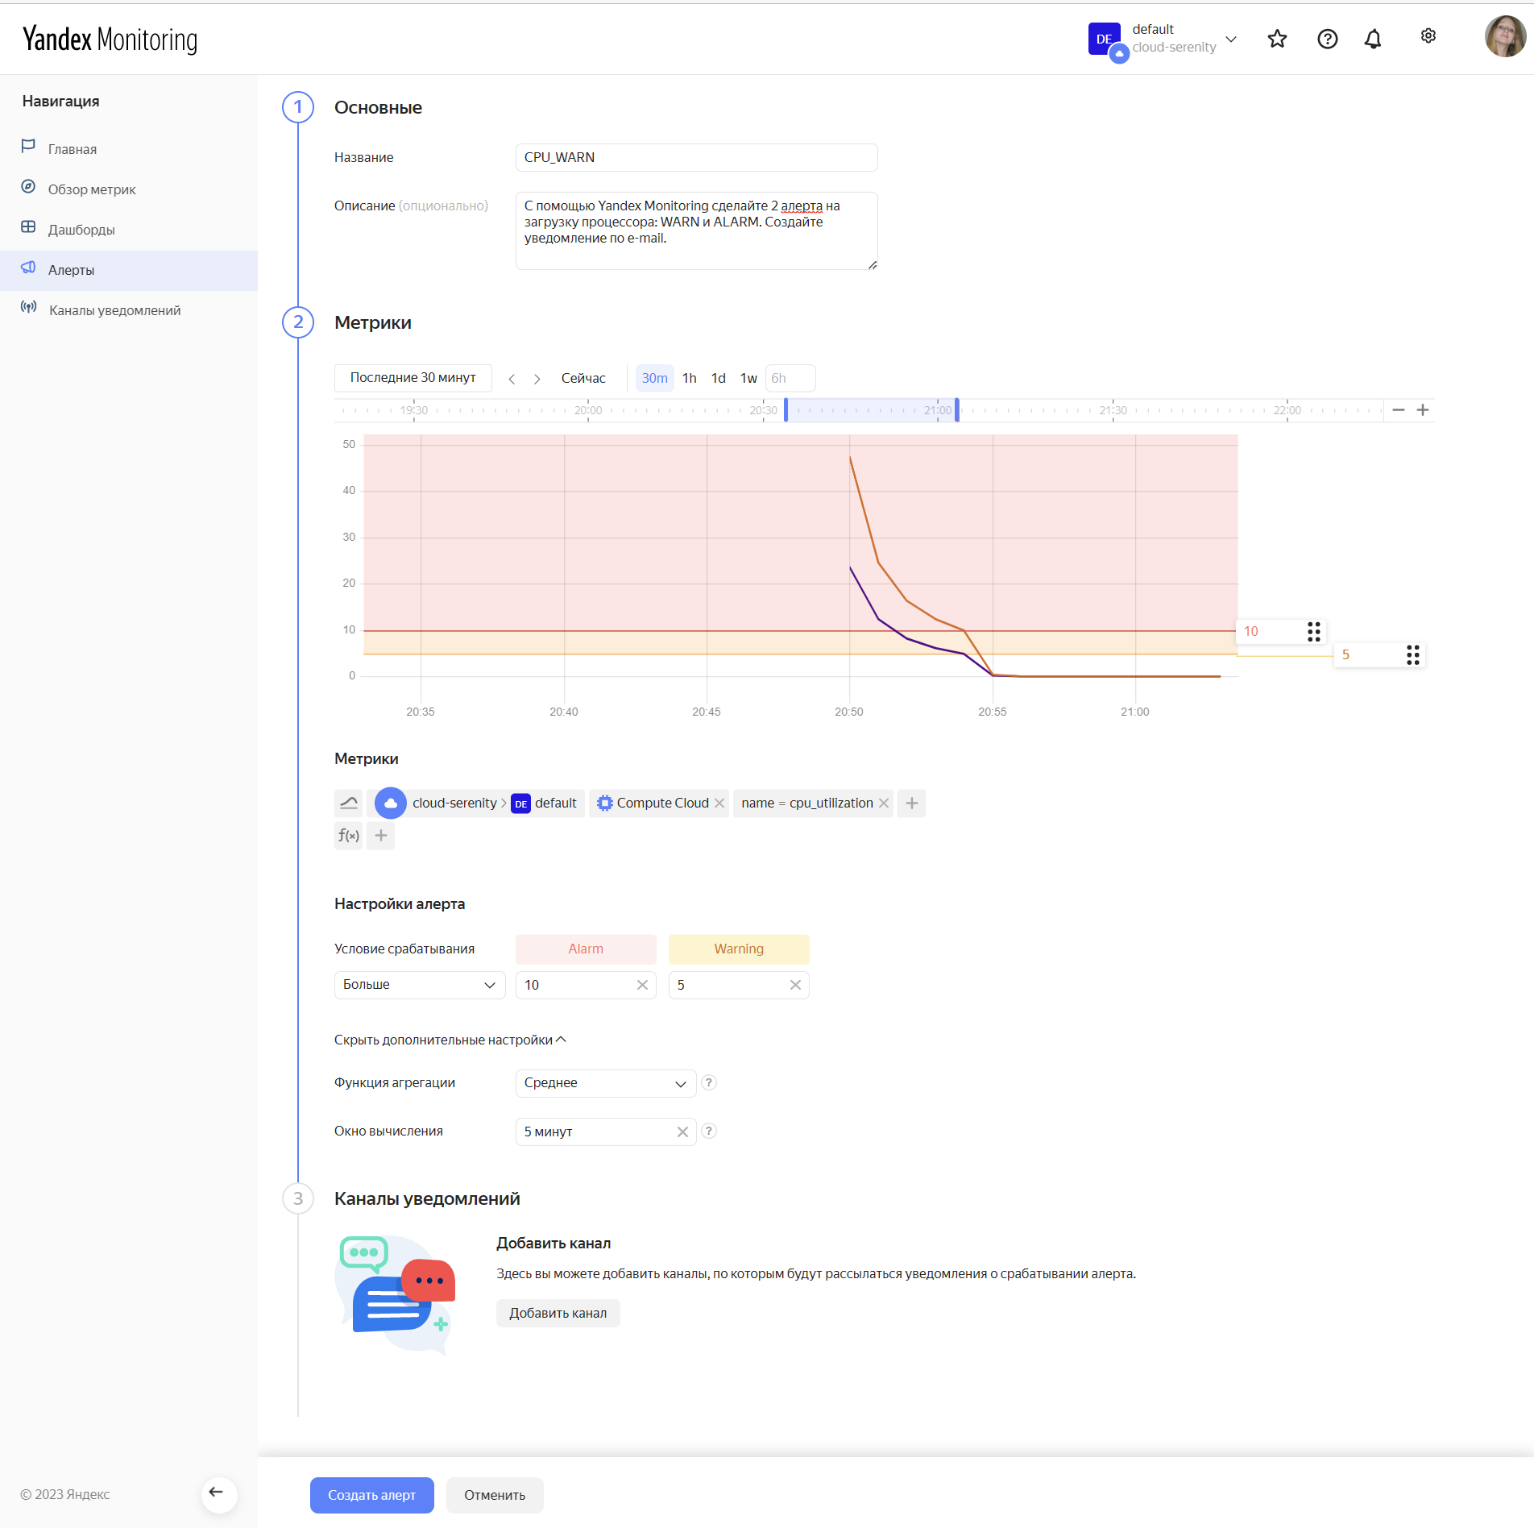 Yandex Monitoring
DE
default
cloud-serenity
Навигация
Главная
Обзор метрик
Дашборды
Алерты
Каналы уведомлений
1
Основные
Название
CPU_WARN
Описание (опционально)
С помощью Yandex Monitoring сделайте 2 алерта на
загрузку процессора: WARN и ALARM. Создайте
уведомление по e-mail.
2
Метрики
Последние 30 минут
Сейчас
30m 1h 1d 1w 6h
19:30 20:00 20:30 21:00 21:30 22:00
50
40
30
20
10
0
10
5
20:35 20:40 20:45 20:50 20:55 21:00
Метрики
cloud-serenity > DE default Compute Cloud × name = cpu_utilization × +
f(x) +
Настройки алерта
Условие срабатывания Alarm Warning
Больше 10 5
Скрыть дополнительные настройки
Функция агрегации Среднее ?
Окно вычисления 5 минут ?
3
Каналы уведомлений
Добавить канал
Здесь вы можете добавить каналы, по которым будут рассылаться уведомления о срабатывании алерта.
Добавить канал
© 2023 Яндекс
Создать алерт Отменить